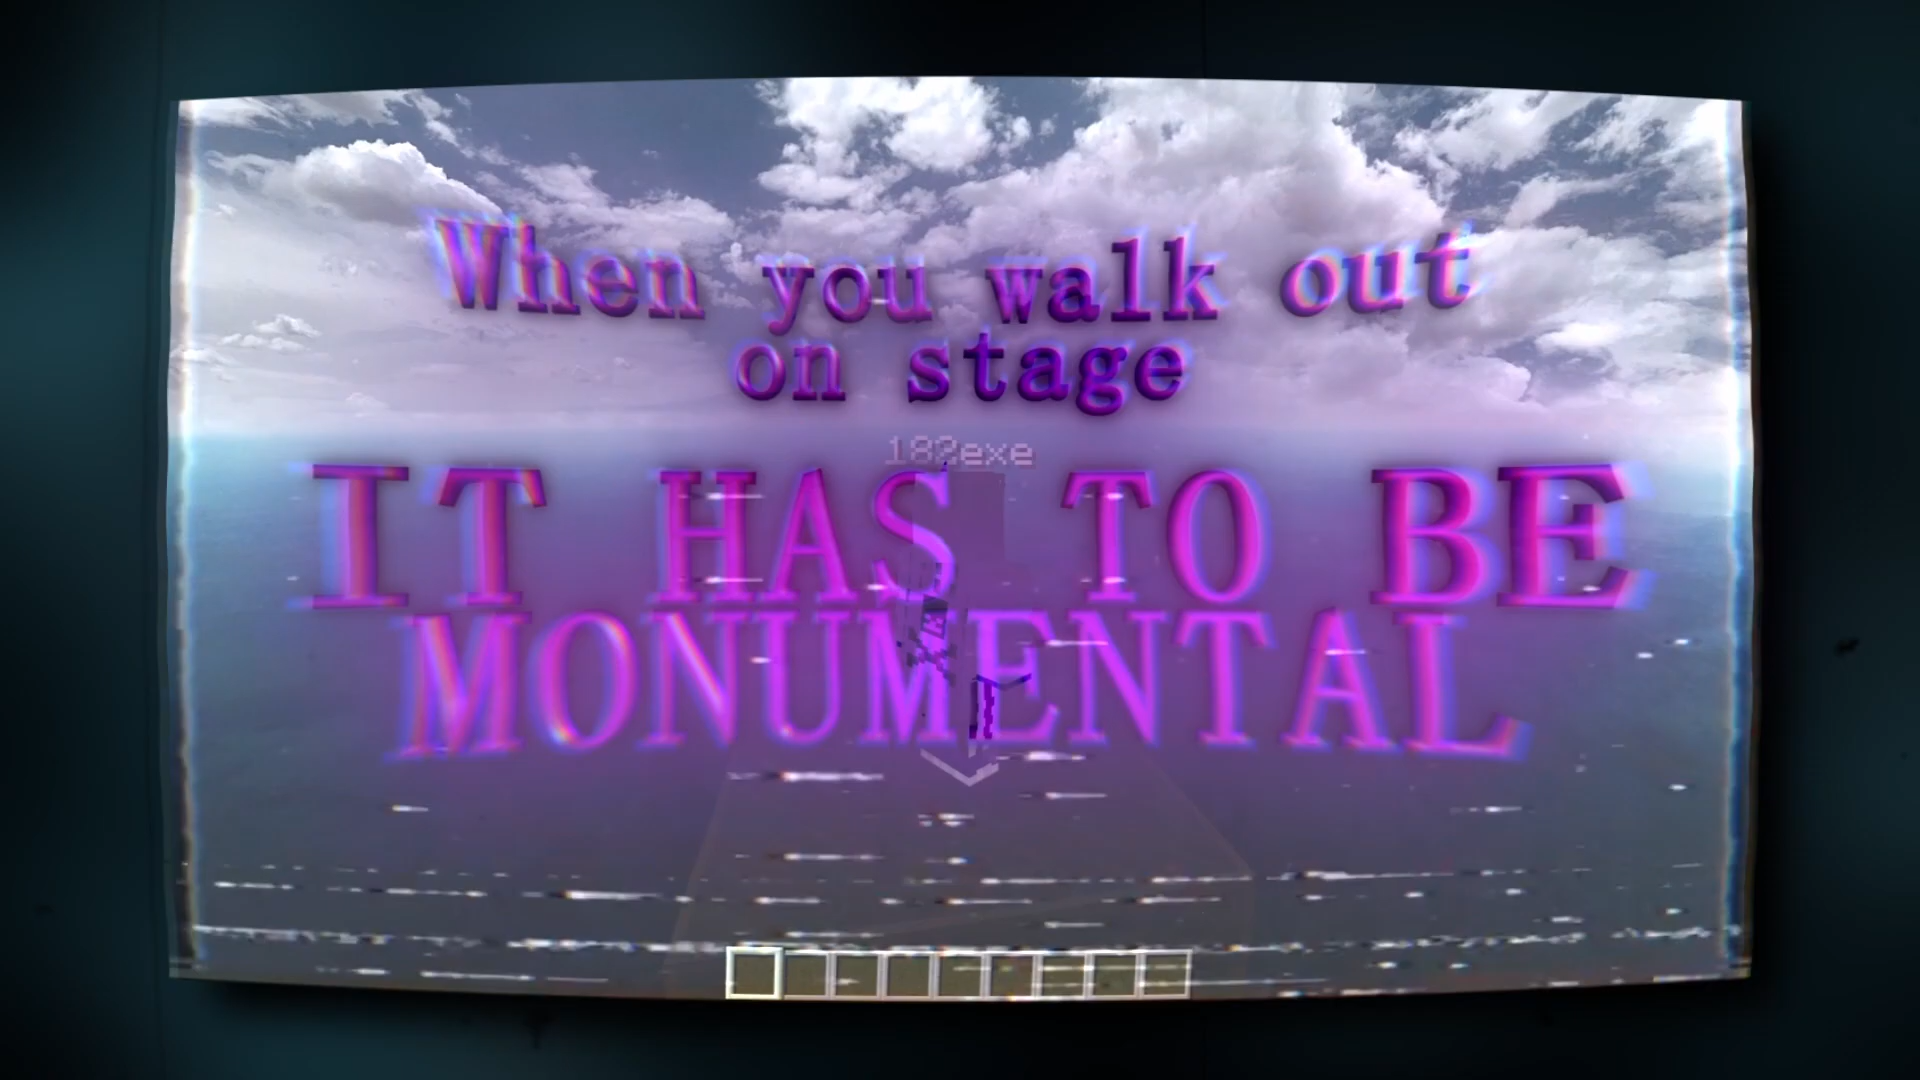 When you walk out
on stage
182exe
IT HAS TO BE
MONUMENTAL